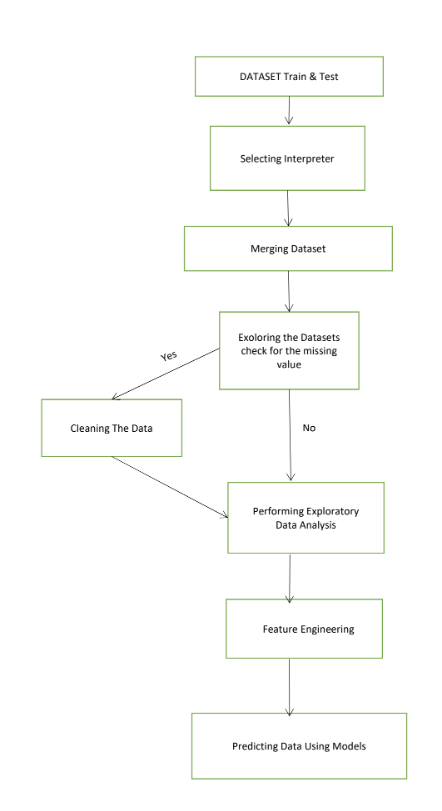 DATASET Train & Test
Selecting Interpreter
Merging Dataset
Exoloring the Datasets
check for the missing
value
Yes
Cleaning The Data
No
Performing Exploratory
Data Analysis
Feature Engineering
Predicting Data Using Models